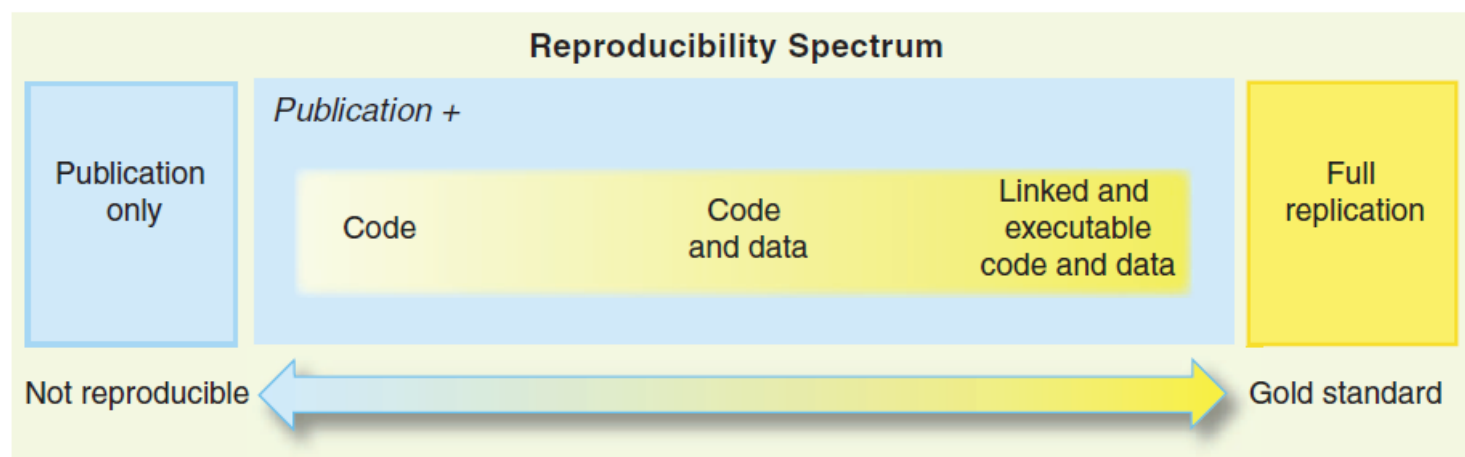 Reproducibility Spectrum
Publication
only
Publication +
Code
Code
and data
Linked and
executable
code and data
Full
replication
Not reproducible
Gold standard